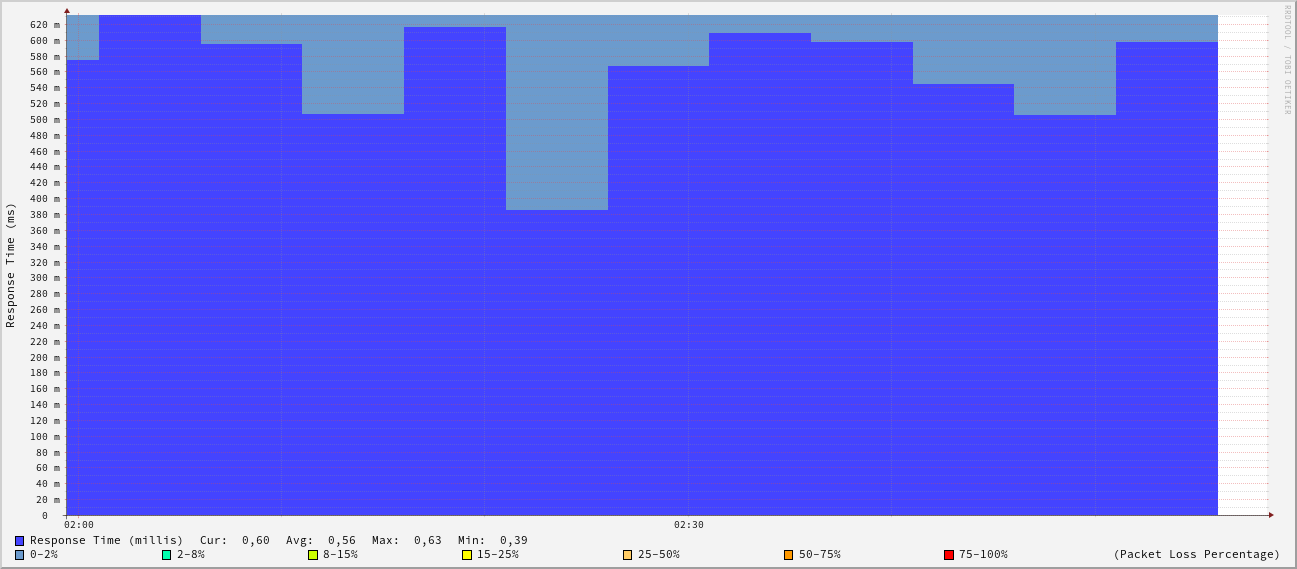 RRDTOOL / TOBI OETIKER
Response Time (ms)
620 m
600 m
580 m
560 m
540 m
520 m
500 m
480 m
460 m
440 m
420 m
400 m
380 m
360 m
340 m
320 m
300 m
280 m
260 m
240 m
220 m
200 m
180 m
160 m
140 m
120 m
100 m
80 m
60 m
40 m
20 m
0
02:00 02:30
Response Time (millis) Cur: 0,60 Avg: 0,56 Max: 0,63 Min: 0,39
0-2% 2-8% 8-15% 15-25% 25-50% 50-75% 75-100% (Packet Loss Percentage)